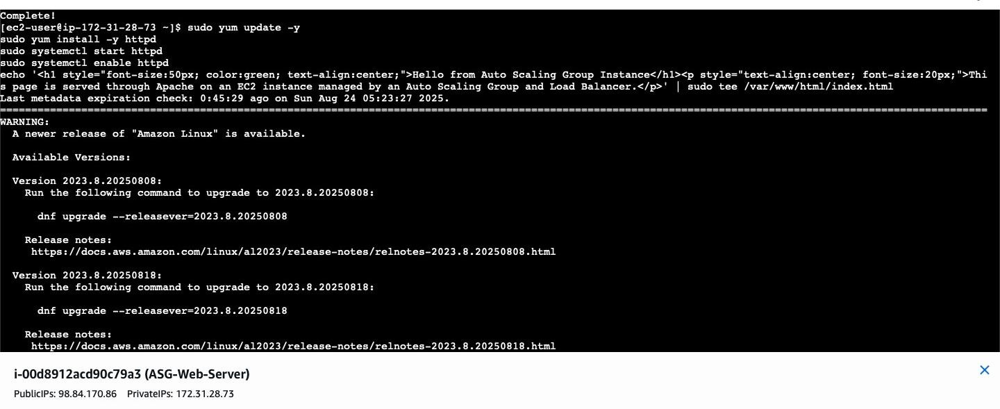 Complete!
[ec2-user@ip-172-31-28-73 ~]$ sudo yum update -y
sudo yum install -y httpd
sudo systemctl start httpd
sudo systemctl enable httpd
echo '<h1 style="font-size:50px; color:green; text-align:center;">Hello from Auto Scaling Group Instance</h1><p style="text-align:center; font-size:20px;">Thi
s page is served through Apache on an EC2 instance managed by an Auto Scaling Group and Load Balancer.</p>' | sudo tee /var/www/html/index.html
Last metadata expiration check: 0:45:29 ago on Sun Aug 24 05:23:27 2025.
==============================================================================================================================================================
WARNING:
  A newer release of "Amazon Linux" is available.
  Available Versions:
  Version 2023.8.20250808:
    Run the following command to upgrade to 2023.8.20250808:
      dnf upgrade --releasever=2023.8.20250808
    Release notes:
     https://docs.aws.amazon.com/linux/al2023/release-notes/relnotes-2023.8.20250808.html
  Version 2023.8.20250818:
    Run the following command to upgrade to 2023.8.20250818:
      dnf upgrade --releasever=2023.8.20250818
    Release notes:
     https://docs.aws.amazon.com/linux/al2023/release-notes/relnotes-2023.8.20250818.html
i-00d8912acd90c79a3 (ASG-Web-Server)
PublicIPs: 98.84.170.86 PrivateIPs: 172.31.28.73